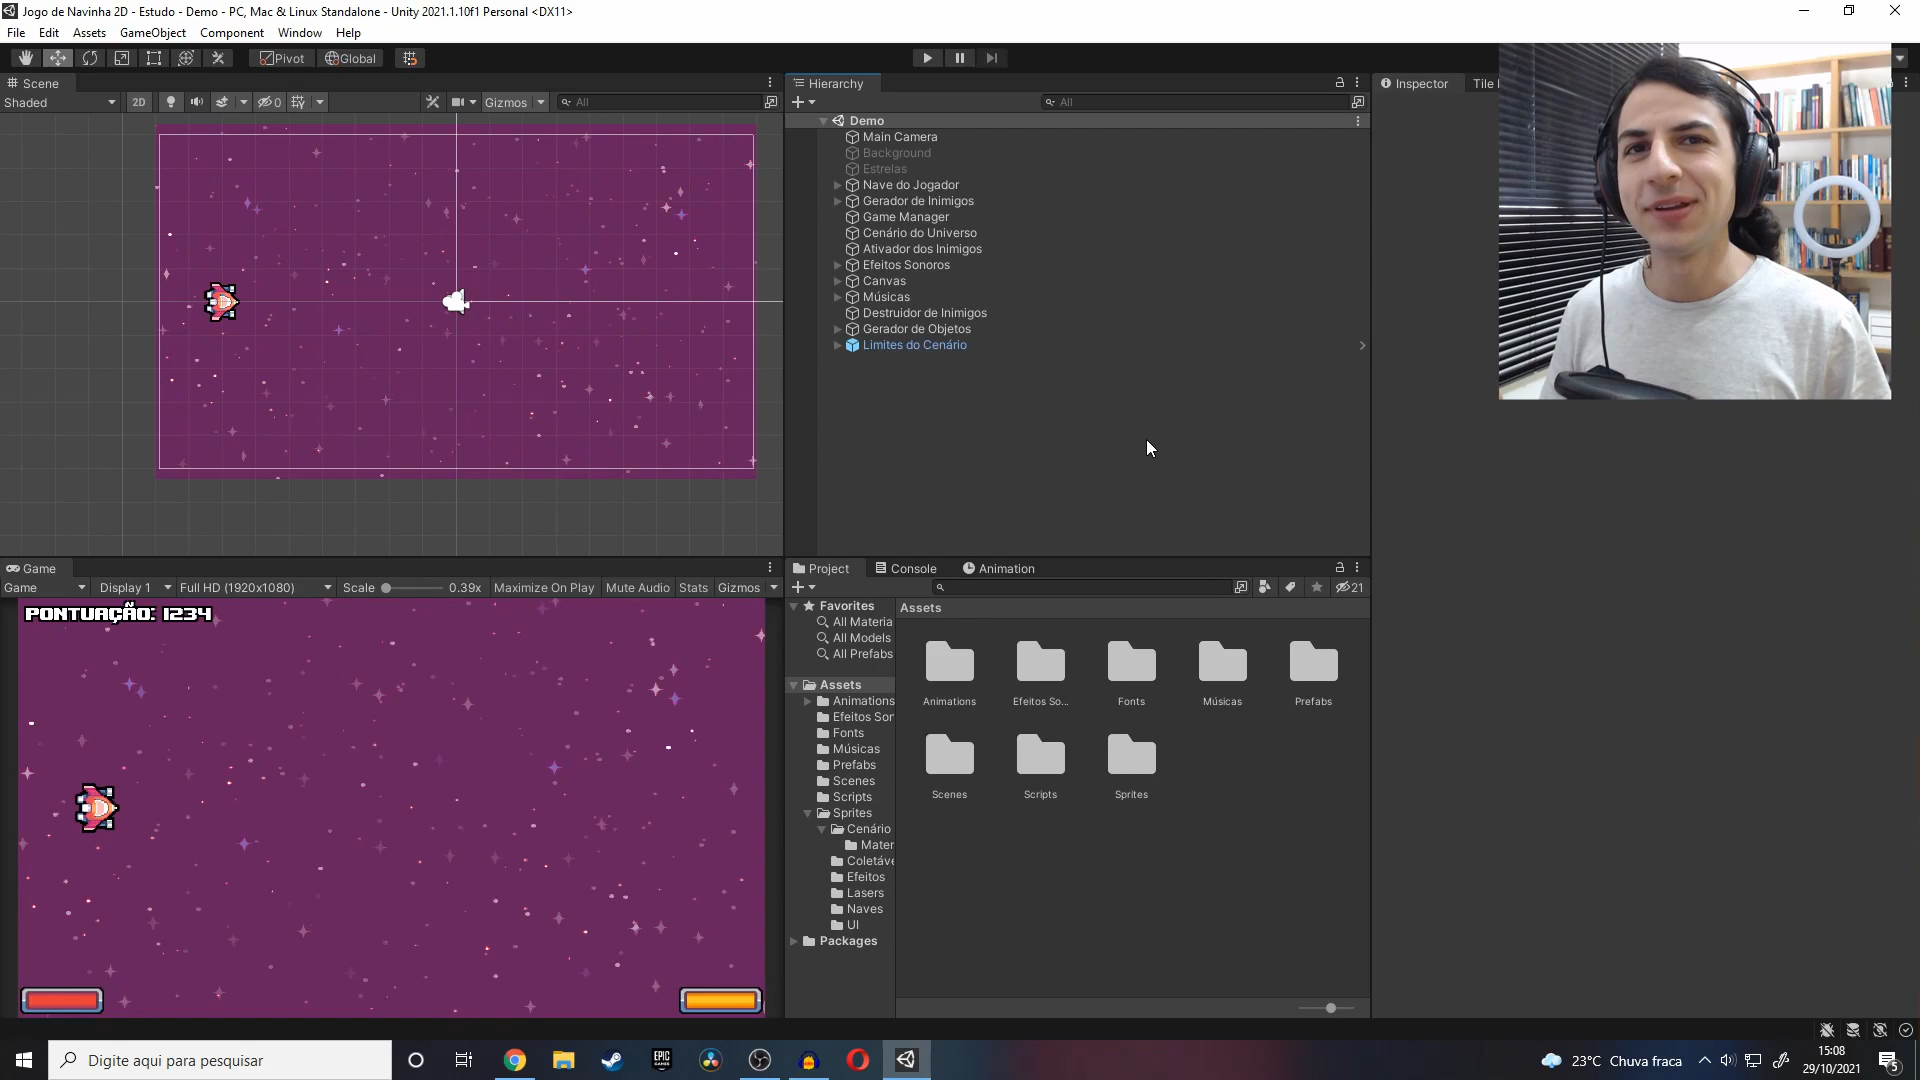 Jogo de Navinha 2D - Estudo - Demo - PC, Mac & Linux Standalone - Unity 2021.1.10f1 Personal <DX11>
File Edit Assets GameObject Component Window Help
Pivot Global
Scene
Shaded 2D 0 Gizmos All
Hierarchy
All
Demo
Main Camera
Background
Estrelas
Nave do Jogador
Gerador de Inimigos
Game Manager
Cenário do Universo
Ativador dos Inimigos
Efeitos Sonoros
Canvas
Músicas
Destruidor de Inimigos
Gerador de Objetos
Limites do Cenário
Inspector Tile
Game
Game Display 1 Full HD (1920x1080) Scale 0.39x Maximize On Play Mute Audio Stats Gizmos
PONTUAÇÃO: 1234
Project Console Animation
21
Favorites
All Materia
All Models
All Prefabs
Assets
Animations
Efeitos Son
Fonts
Músicas
Prefabs
Scenes
Scripts
Sprites
Cenário
Mater
Coletáve
Efeitos
Lasers
Naves
UI
Packages
Assets
Animations Efeitos So... Fonts Músicas Prefabs
Scenes Scripts Sprites
Digite aqui para pesquisar
EPIC GAMES
23°C Chuva fraca
15:08
29/10/2021
5